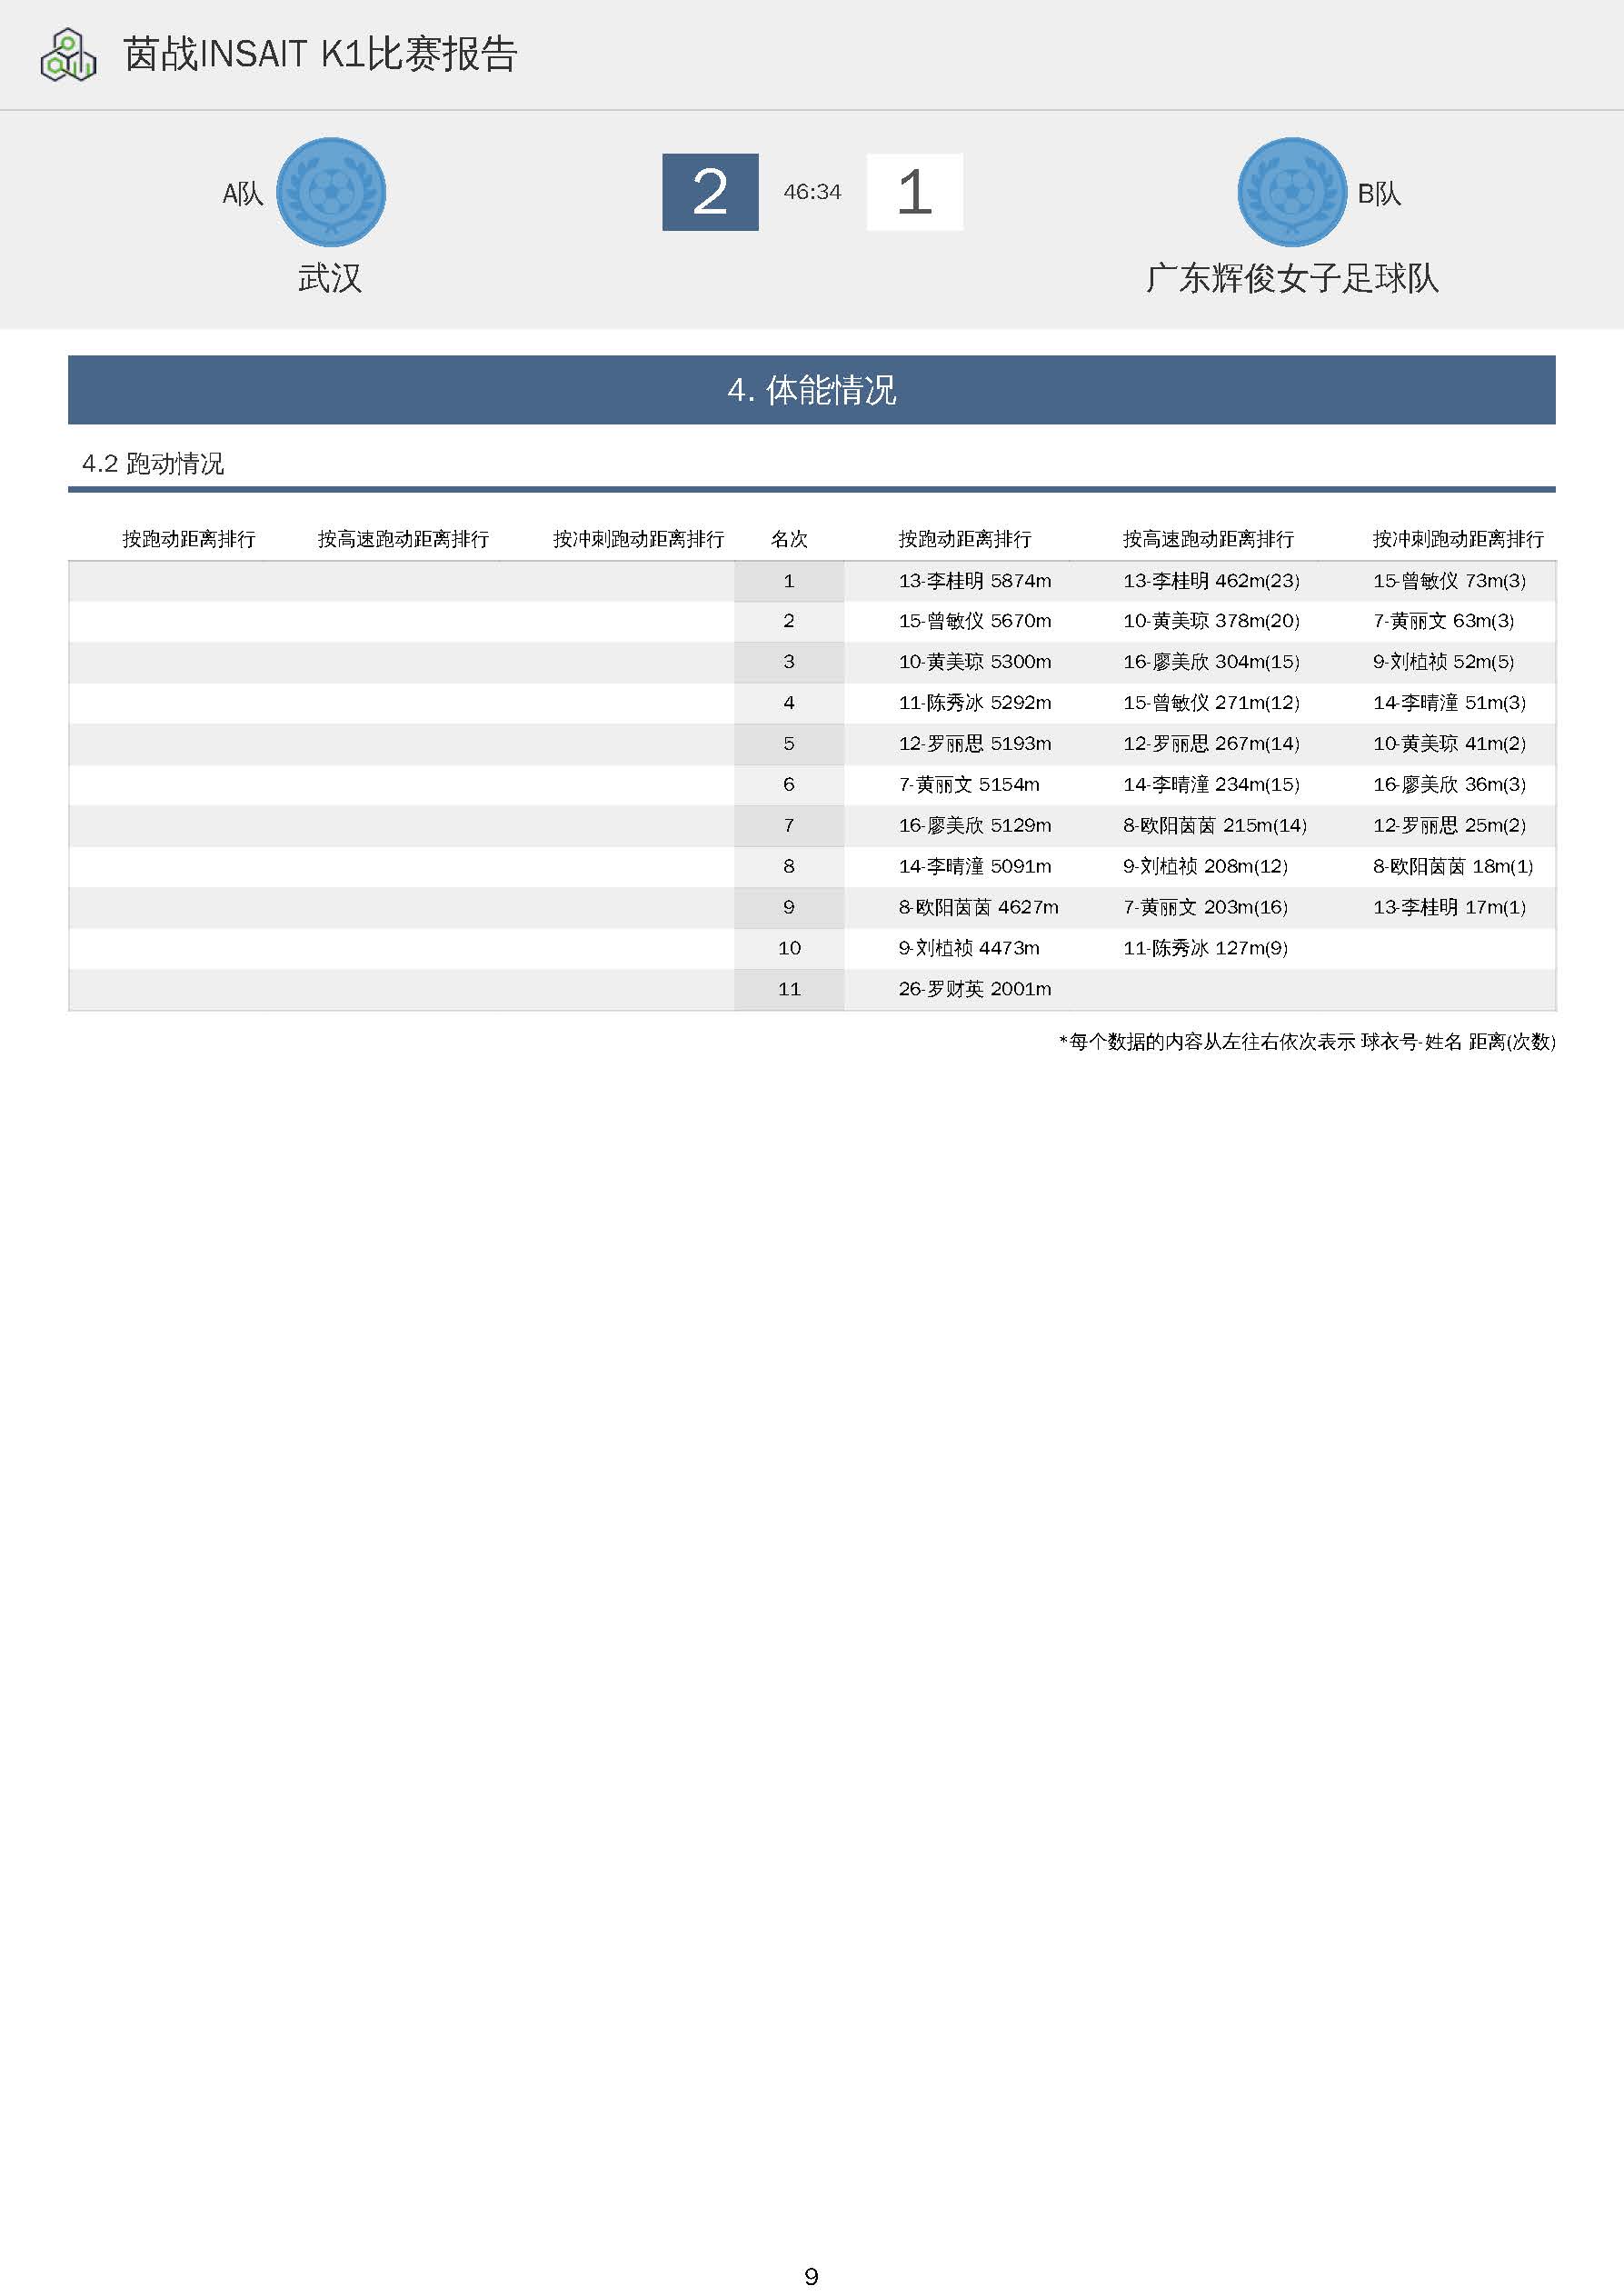 茵战INSAIT K1比赛报告
A队
2
46:34
1
B队
武汉
广东辉俊女子足球队
4. 体能情况
4.2 跑动情况
按跑动距离排行 按高速跑动距离排行 按冲刺跑动距离排行 名次 按跑动距离排行 按高速跑动距离排行 按冲刺跑动距离排行
1 13-李桂明 5874m 13-李桂明 462m(23) 15-曾敏仪 73m(3)
2 15-曾敏仪 5670m 10-黄美琼 378m(20) 7-黄丽文 63m(3)
3 10-黄美琼 5300m 16-廖美欣 304m(15) 9-刘植祯 52m(5)
4 11-陈秀冰 5292m 15-曾敏仪 271m(12) 14-李晴潼 51m(3)
5 12-罗丽思 5193m 12-罗丽思 267m(14) 10-黄美琼 41m(2)
6 7-黄丽文 5154m 14-李晴潼 234m(15) 16-廖美欣 36m(3)
7 16-廖美欣 5129m 8-欧阳茵茵 215m(14) 12-罗丽思 25m(2)
8 14-李晴潼 5091m 9-刘植祯 208m(12) 8-欧阳茵茵 18m(1)
9 8-欧阳茵茵 4627m 7-黄丽文 203m(16) 13-李桂明 17m(1)
10 9-刘植祯 4473m 11-陈秀冰 127m(9)
11 26-罗财英 2001m
*每个数据的内容从左往右依次表示 球衣号-姓名 距离(次数)
9